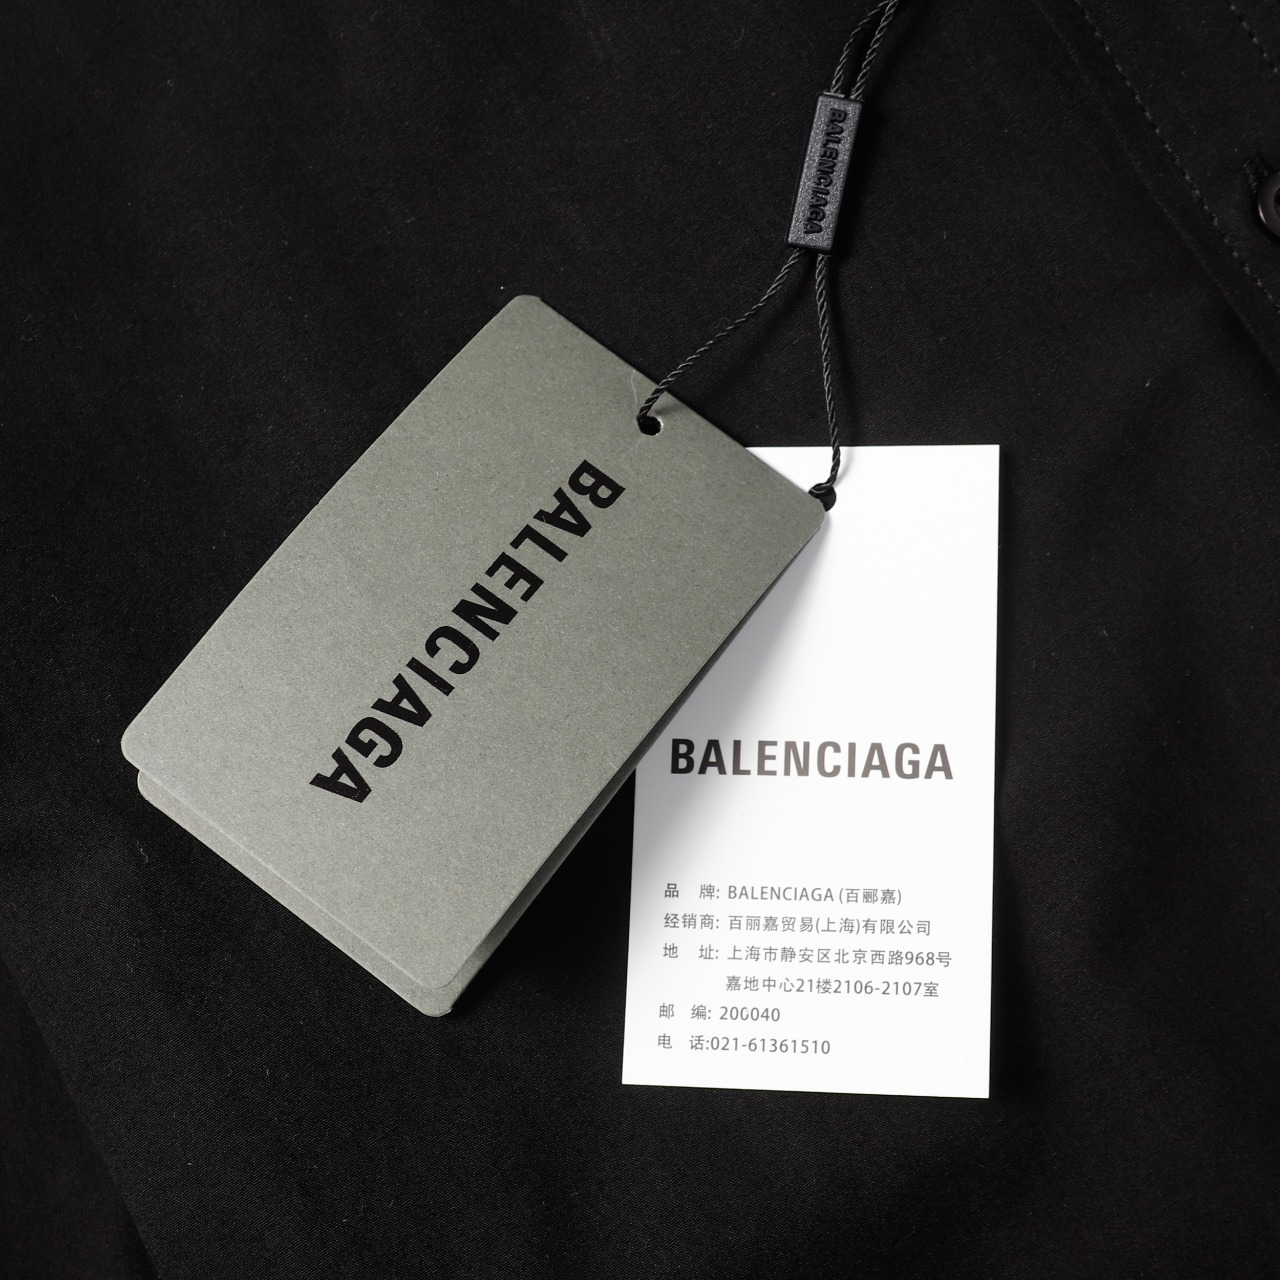 BALENCIAGA
BALENCIAGA
BALENCIAGA
品 牌: BALENCIAGA (百郦嘉)
经销商: 百丽嘉贸易(上海)有限公司
地 址: 上海市静安区北京西路968号
嘉地中心21楼2106-2107室
邮 编: 200040
电 话:021-61361510